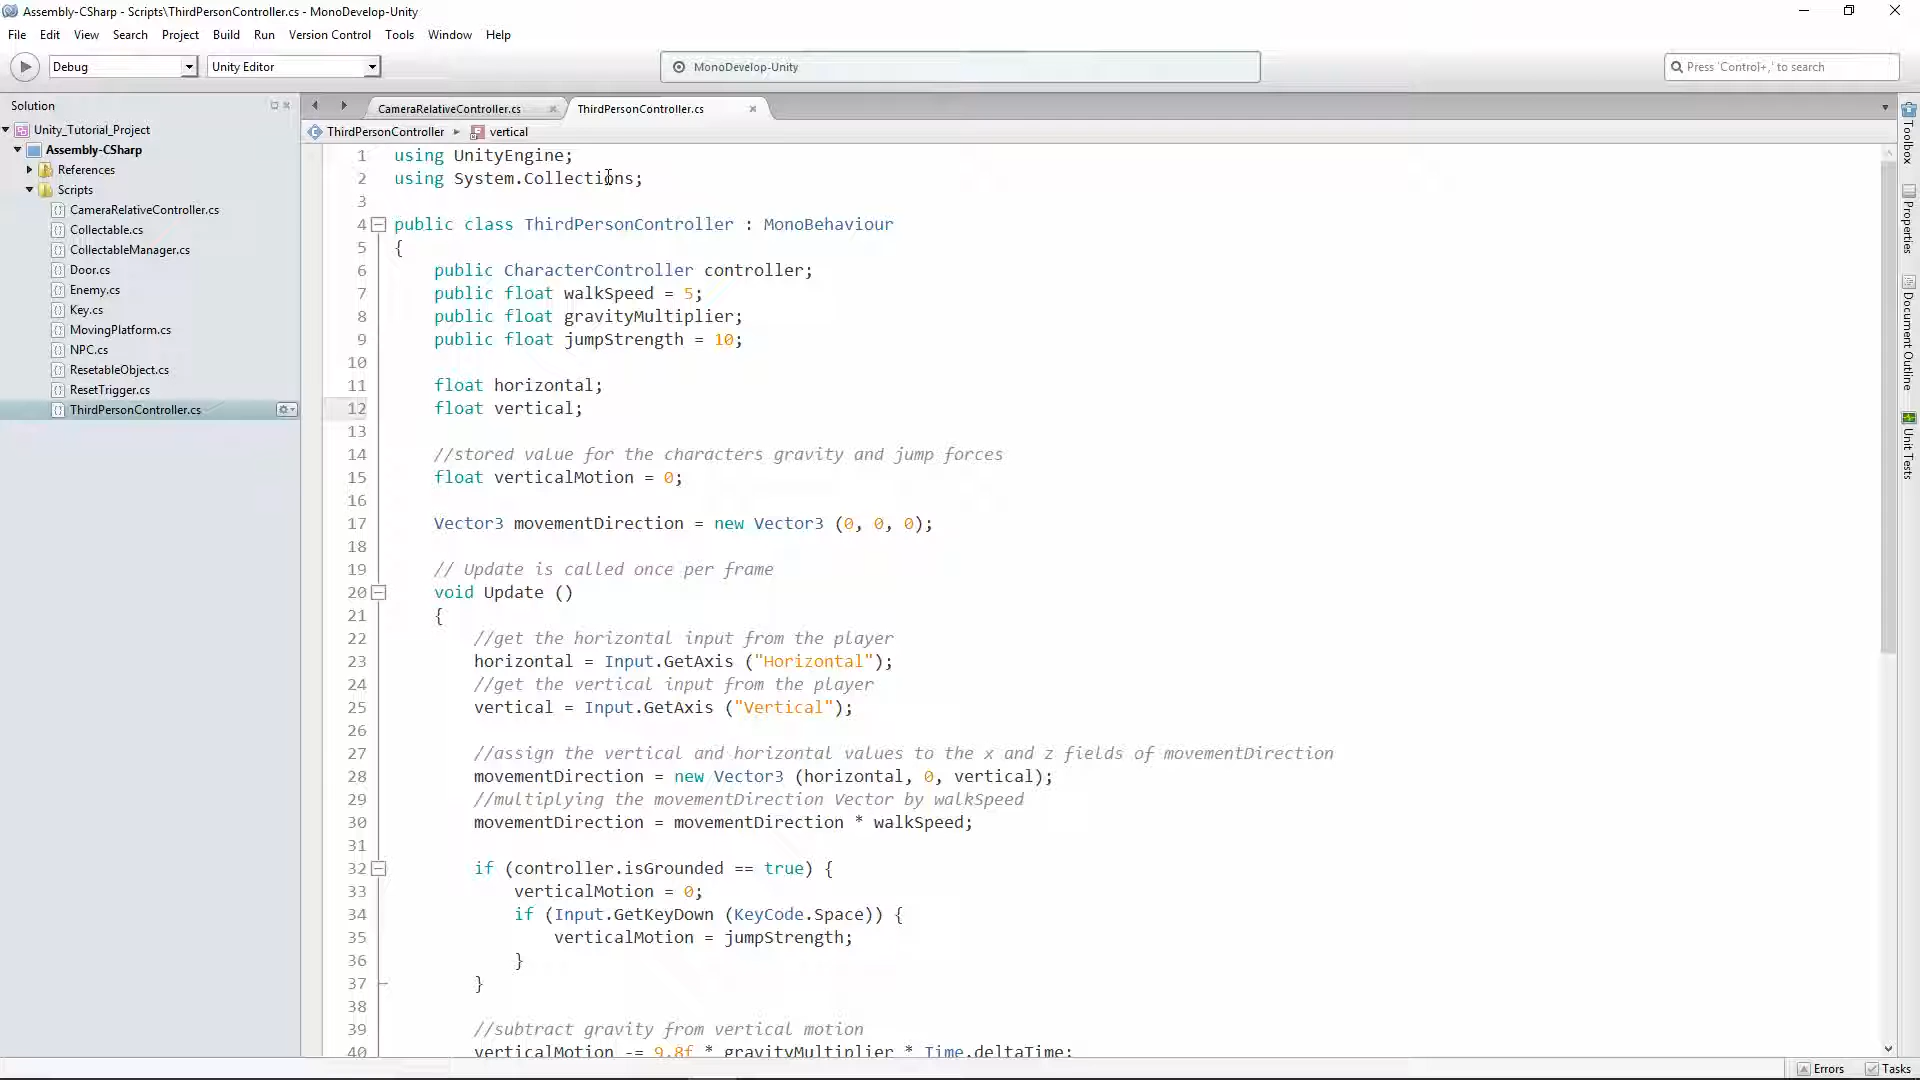 Assembly-CSharp - Scripts\ThirdPersonController.cs - MonoDevelop-Unity
File Edit View Search Project Build Run Version Control Tools Window Help
Debug Unity Editor MonoDevelop-Unity Press 'Control+,' to search
Solution
Unity_Tutorial_Project
Assembly-CSharp
References
Scripts
CameraRelativeController.cs
Collectable.cs
CollectableManager.cs
Door.cs
Enemy.cs
Key.cs
MovingPlatform.cs
NPC.cs
ResetableObject.cs
ResetTrigger.cs
ThirdPersonController.cs
CameraRelativeController.cs ThirdPersonController.cs
ThirdPersonController vertical
1 using UnityEngine;
2 using System.Collections;
3
4 public class ThirdPersonController : MonoBehaviour
5 {
6 public CharacterController controller;
7 public float walkSpeed = 5;
8 public float gravityMultiplier;
9 public float jumpStrength = 10;
10
11 float horizontal;
12 float vertical;
13
14 //stored value for the characters gravity and jump forces
15 float verticalMotion = 0;
16
17 Vector3 movementDirection = new Vector3 (0, 0, 0);
18
19 // Update is called once per frame
20 void Update ()
21 {
22 //get the horizontal input from the player
23 horizontal = Input.GetAxis ("Horizontal");
24 //get the vertical input from the player
25 vertical = Input.GetAxis ("Vertical");
26
27 //assign the vertical and horizontal values to the x and z fields of movementDirection
28 movementDirection = new Vector3 (horizontal, 0, vertical);
29 //multiplying the movementDirection Vector by walkSpeed
30 movementDirection = movementDirection * walkSpeed;
31
32 if (controller.isGrounded == true) {
33 verticalMotion = 0;
34 if (Input.GetKeyDown (KeyCode.Space)) {
35 verticalMotion = jumpStrength;
36 }
37 }
38
39 //subtract gravity from vertical motion
40 verticalMotion -= 9.8f * gravityMultiplier * Time.deltaTime;
Toolbox
Properties
Document Outline
Unit Tests
Errors Tasks